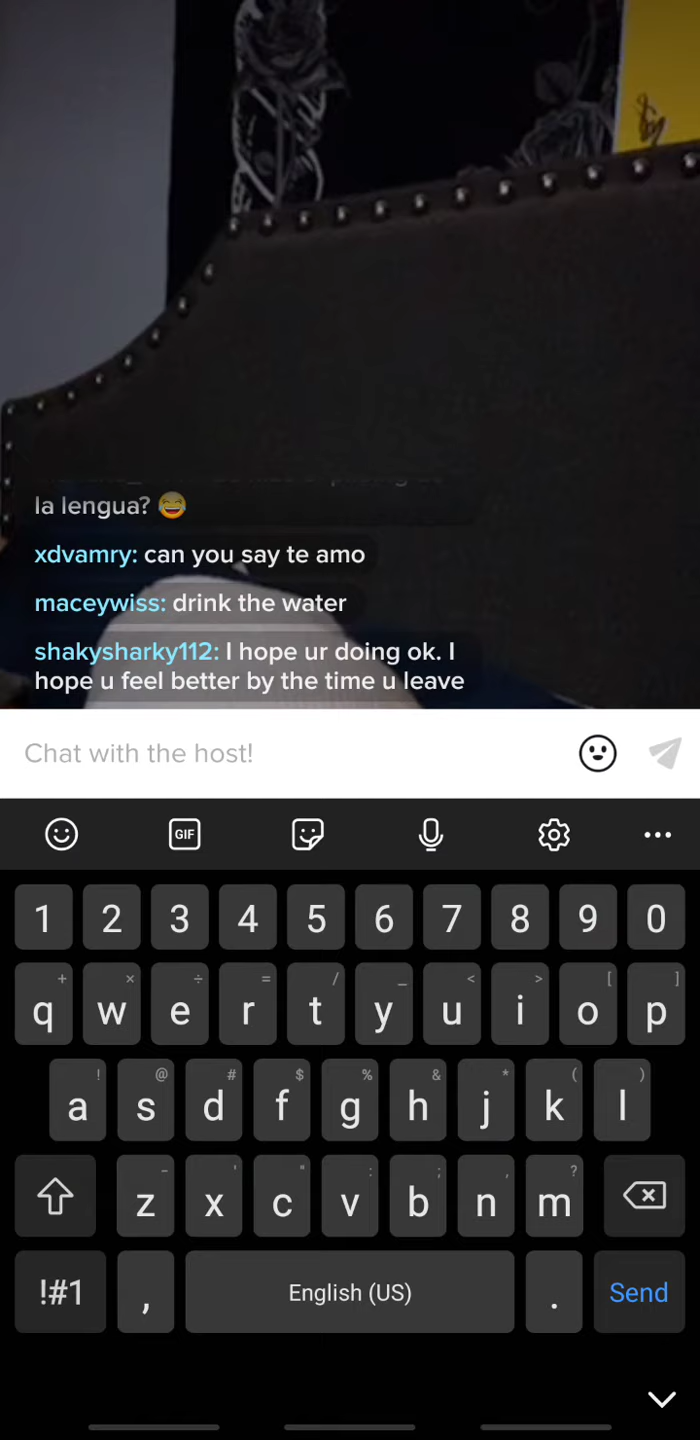 la lengua? 😂
xdvamry: can you say te amo
maceywiss: drink the water
shakysharky112: I hope ur doing ok. I
hope u feel better by the time u leave
Chat with the host!
GIF
1 2 3 4 5 6 7 8 9 0
+ × ÷ = / _ < > [ ]
q w e r t y u i o p
! @ # $ % & * ( )
a s d f g h j k l
- ' " : ; , ?
z x c v b n m
!#1 , English (US) . Send